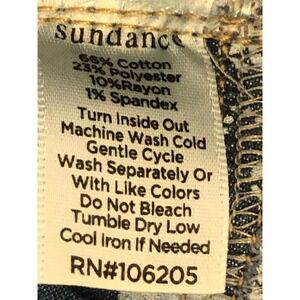 sundance
66% Cotton
23% Polyester
10%Rayon
1% Spandex
Turn Inside Out
Machine Wash Cold
Gentle Cycle
Wash Separately Or
With Like Colors
Do Not Bleach
Tumble Dry Low
Cool Iron If Needed
RN#106205